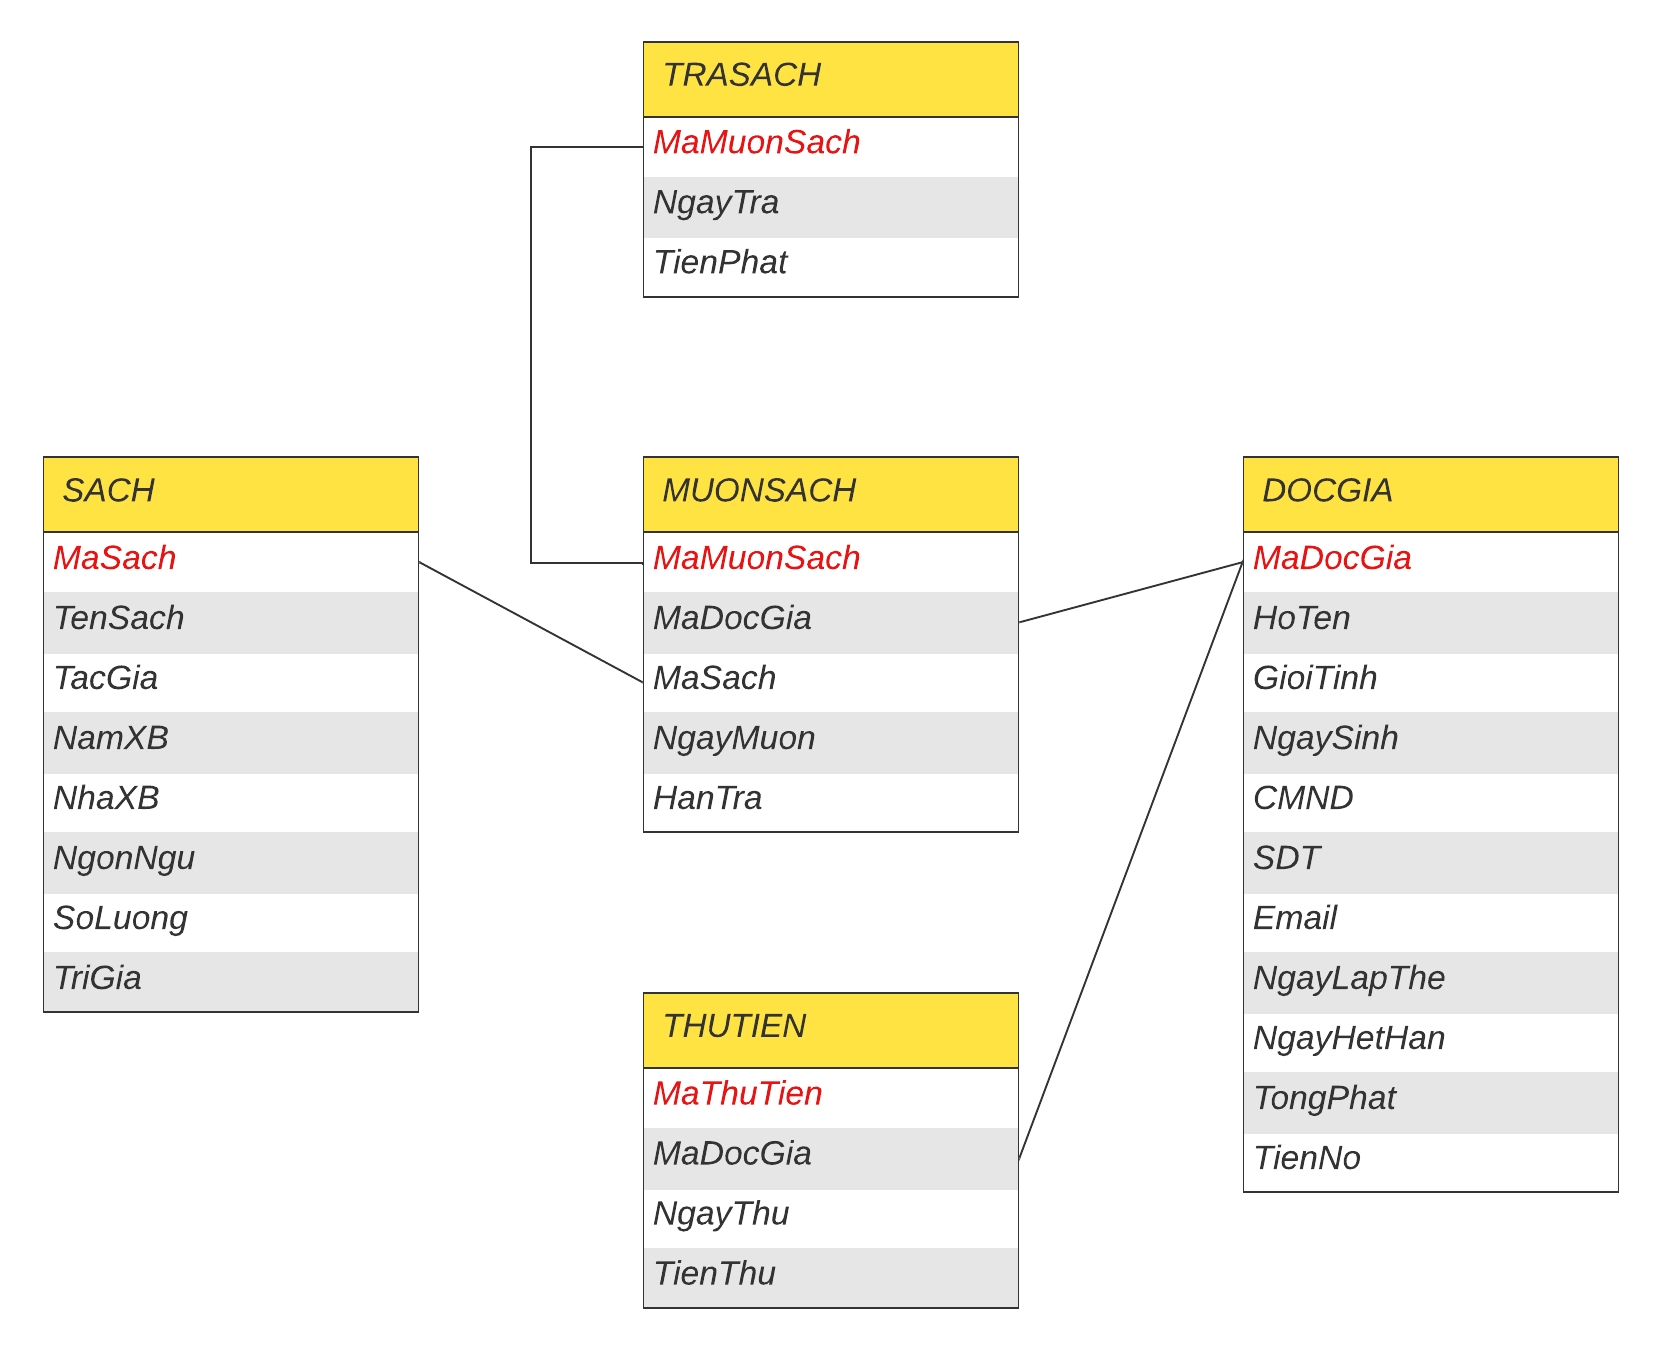 TRASACH
MaMuonSach
NgayTra
TienPhat
SACH
MaSach
TenSach
TacGia
NamXB
NhaXB
NgonNgu
SoLuong
TriGia
MUONSACH
MaMuonSach
MaDocGia
MaSach
NgayMuon
HanTra
DOCGIA
MaDocGia
HoTen
GioiTinh
NgaySinh
CMND
SDT
Email
NgayLapThe
NgayHetHan
TongPhat
TienNo
THUTIEN
MaThuTien
MaDocGia
NgayThu
TienThu